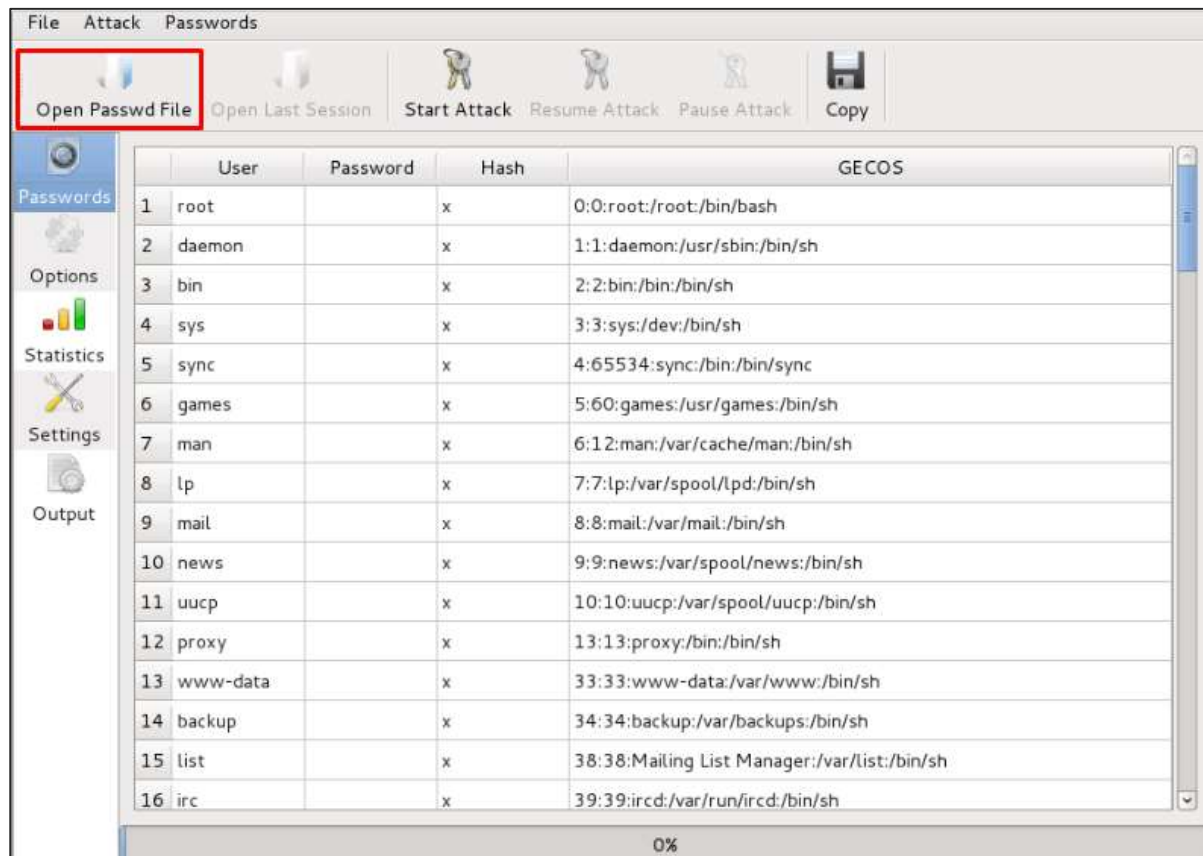 File Attack Passwords
Open Passwd File Open Last Session Start Attack Resume Attack Pause Attack Copy
Passwords
Options
Statistics
Settings
Output
User Password Hash GECOS
1 root x 0:0:root:/root:/bin/bash
2 daemon x 1:1:daemon:/usr/sbin:/bin/sh
3 bin x 2:2:bin:/bin:/bin/sh
4 sys x 3:3:sys:/dev:/bin/sh
5 sync x 4:65534:sync:/bin:/bin/sync
6 games x 5:60:games:/usr/games:/bin/sh
7 man x 6:12:man:/var/cache/man:/bin/sh
8 lp x 7:7:lp:/var/spool/lpd:/bin/sh
9 mail x 8:8:mail:/var/mail:/bin/sh
10 news x 9:9:news:/var/spool/news:/bin/sh
11 uucp x 10:10:uucp:/var/spool/uucp:/bin/sh
12 proxy x 13:13:proxy:/bin:/bin/sh
13 www-data x 33:33:www-data:/var/www:/bin/sh
14 backup x 34:34:backup:/var/backups:/bin/sh
15 list x 38:38:Mailing List Manager:/var/list:/bin/sh
16 irc x 39:39:ircd:/var/run/ircd:/bin/sh
0%